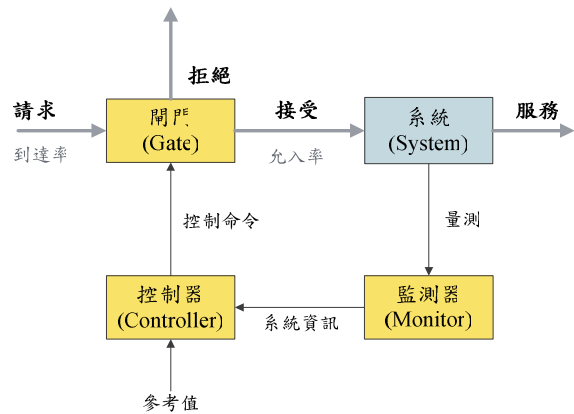 拒絕
請求
到達率
閘門
(Gate)
接受
允入率
系統
(System)
服務
控制命令
量測
控制器
(Controller)
系統資訊
監測器
(Monitor)
參考值